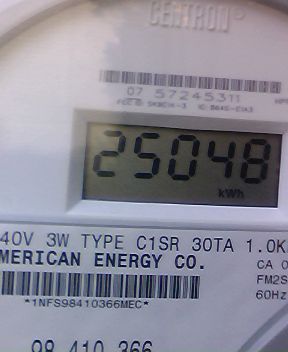 CENTRON®
07 57245311
25048
kWh
40V 3W TYPE C1SR 30TA 1.0K
MERICAN ENERGY CO.
CA 0
FM2S
60Hz
*1NFS98410366MEC*
98 410 366